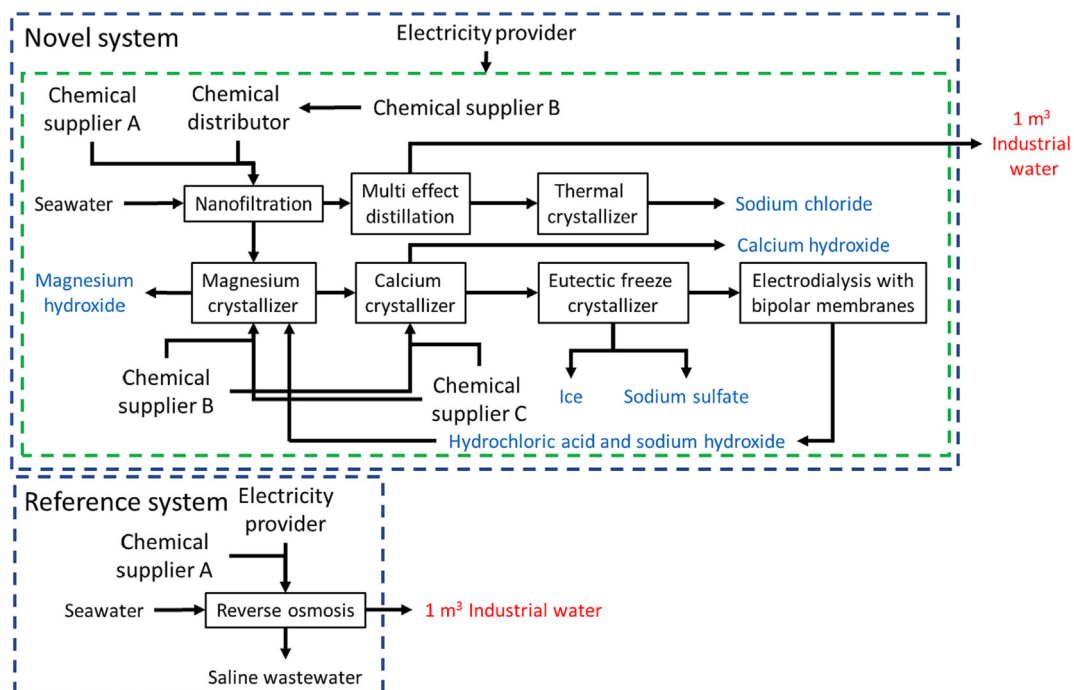 Novel system
Electricity provider
Chemical
supplier A
Chemical
distributor
Chemical supplier B
1 m³
Industrial
water
Seawater
Nanofiltration
Multi effect
distillation
Thermal
crystallizer
Sodium chloride
Calcium hydroxide
Magnesium
hydroxide
Magnesium
crystallizer
Calcium
crystallizer
Eutectic freeze
crystallizer
Electrodialysis with
bipolar membranes
Chemical
supplier B
Chemical
supplier C
Ice
Sodium sulfate
Hydrochloric acid and sodium hydroxide
Reference system
Electricity
provider
Chemical
supplier A
Seawater
Reverse osmosis
1 m³ Industrial water
Saline wastewater